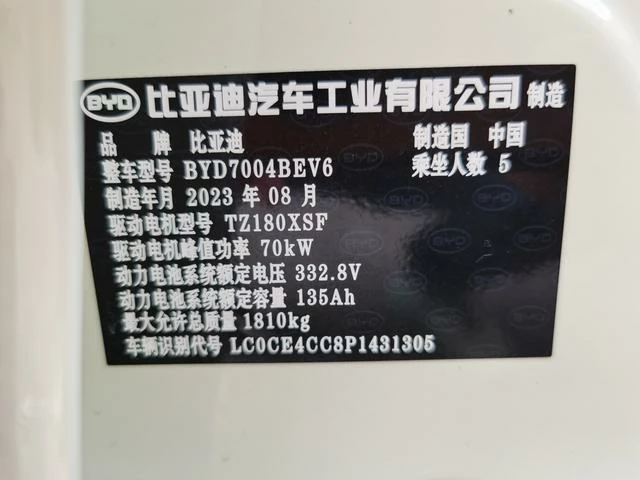 BYD 比亚迪汽车工业有限公司 制造
品 牌 比亚迪 制造国 中国
整车型号 BYD7004BEV6 乘坐人数 5
制造年月 2023 年 08 月
驱动电机型号 TZ180XSF
驱动电机峰值功率 70kW
动力电池系统额定电压 332.8V
动力电池系统额定容量 135Ah
最大允许总质量 1810kg
车辆识别代号 LC0CE4CC8P1431305